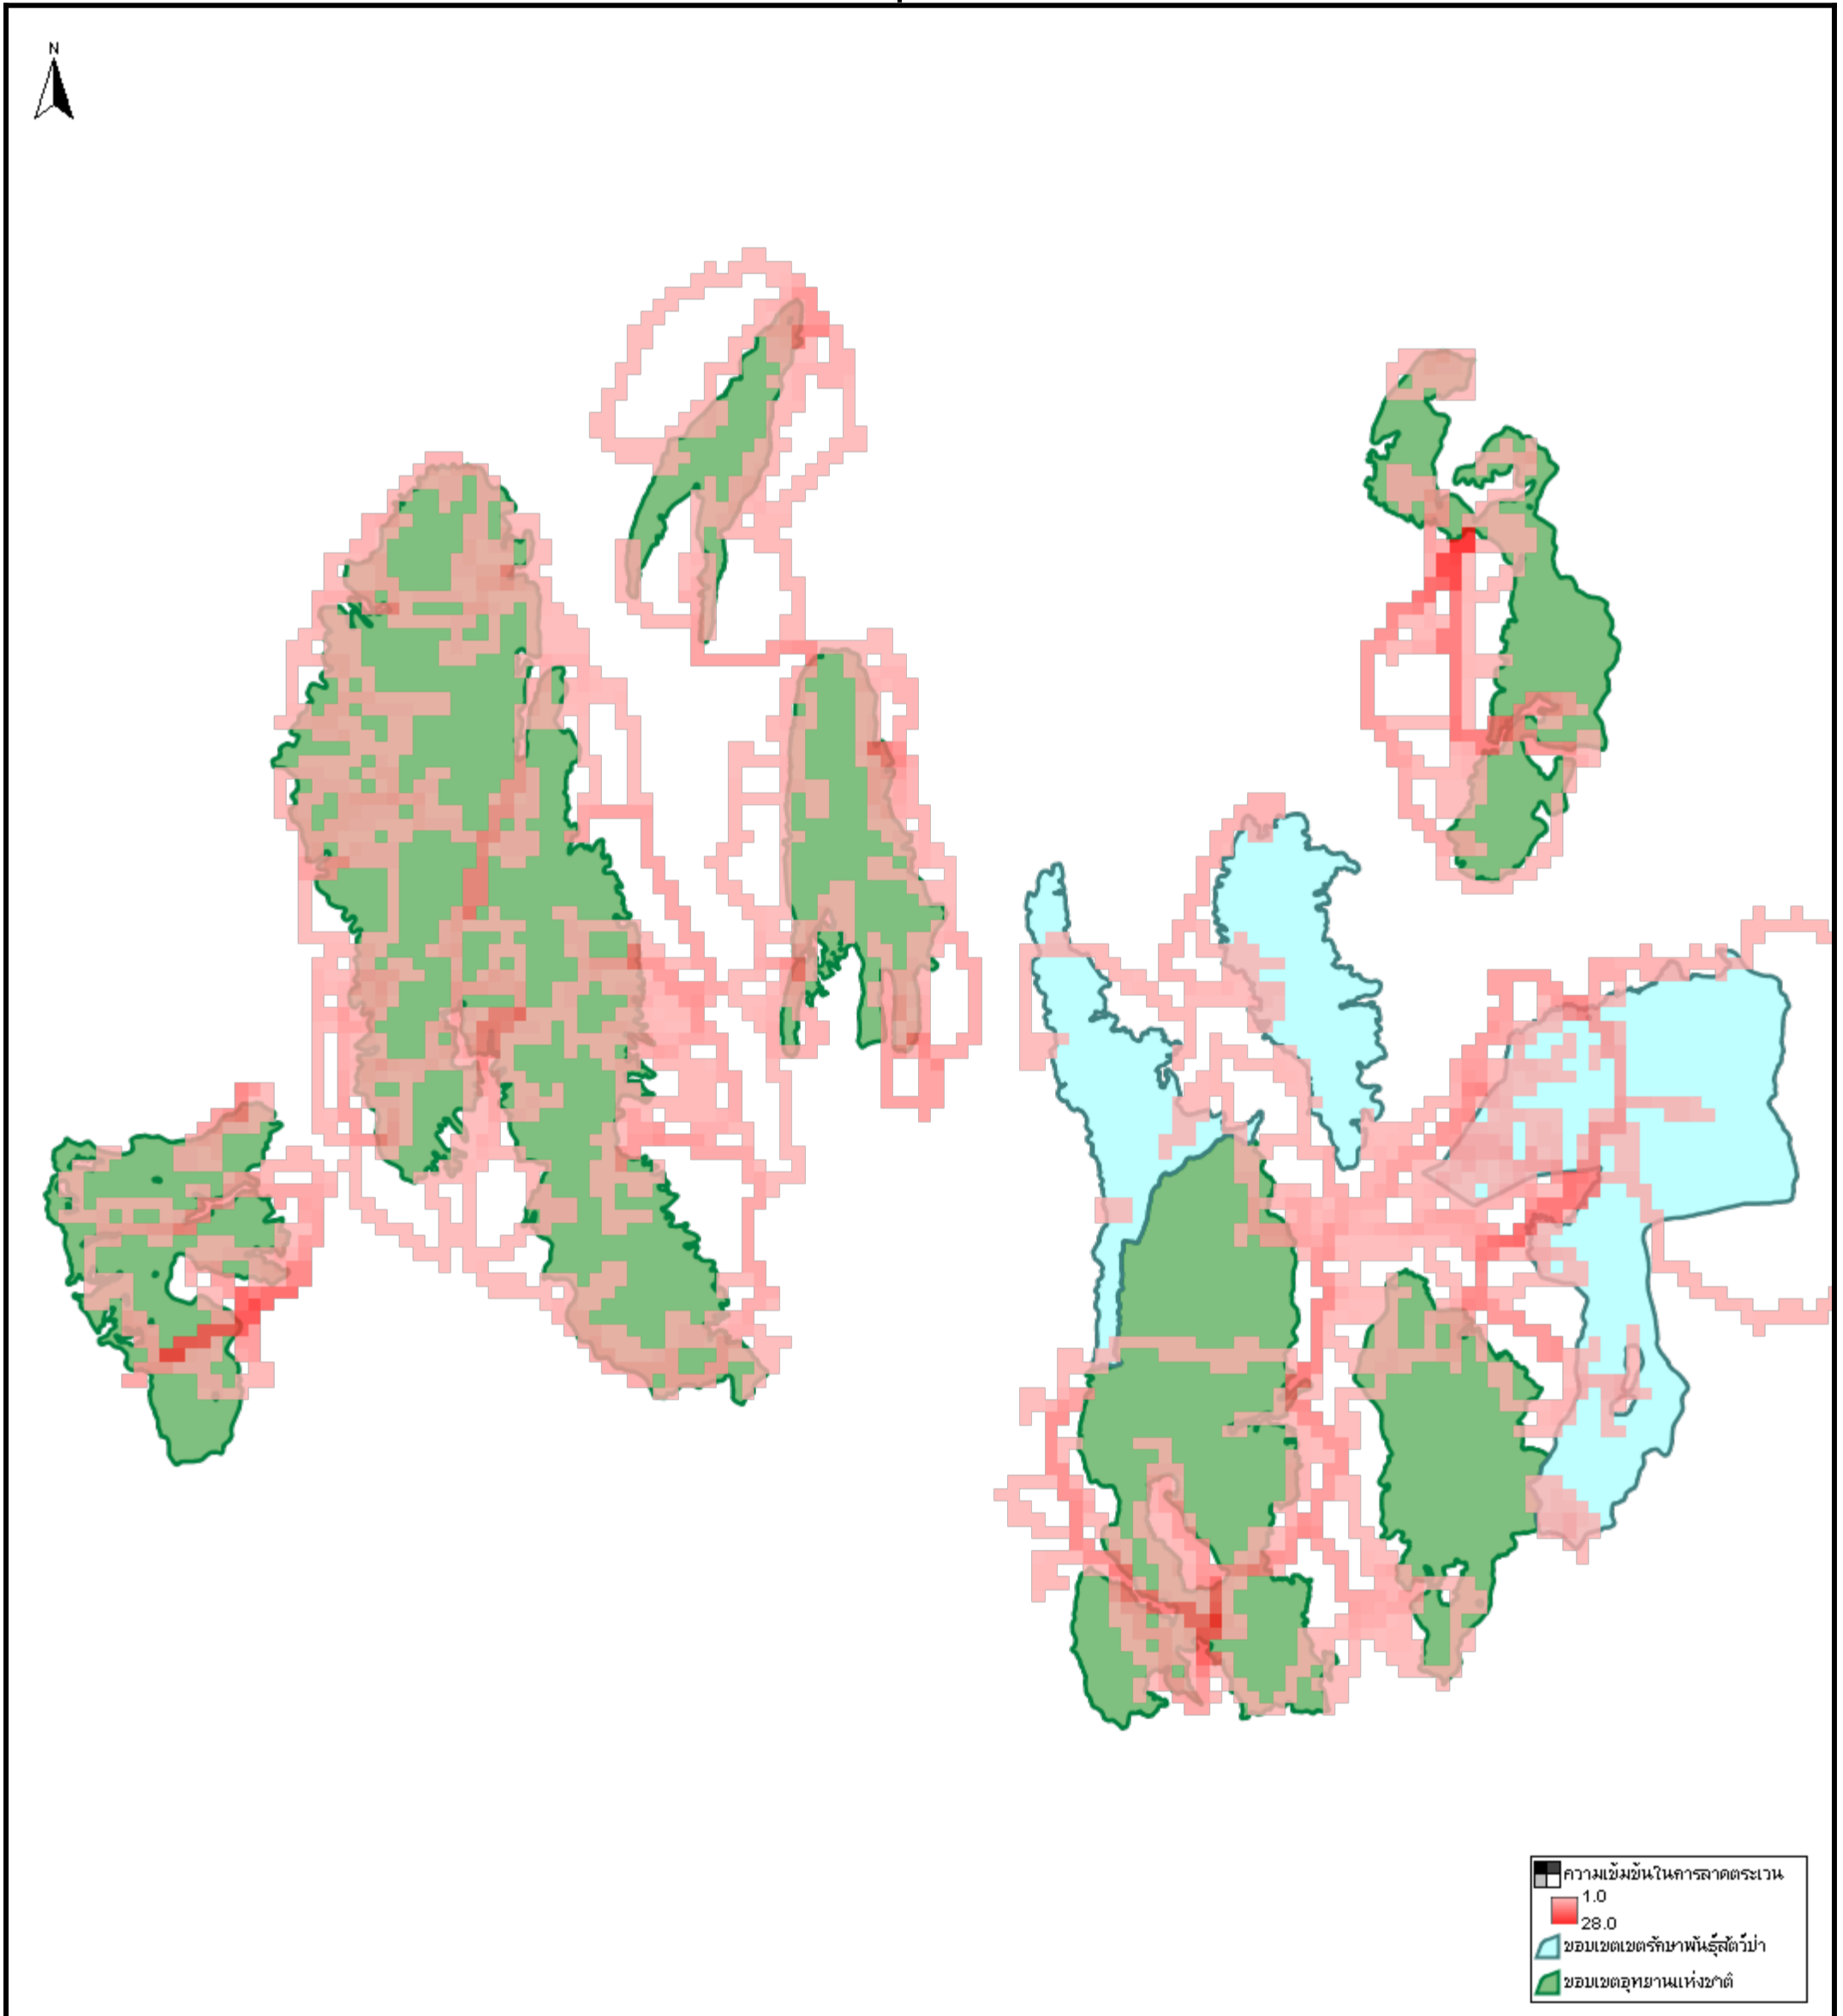 N
ความเข้มข้นในการลาดตระเวน
1.0
28.0
ขอบเขตเขตรักษาพันธุ์สัตว์ป่า
ขอบเขตอุทยานแห่งชาติ